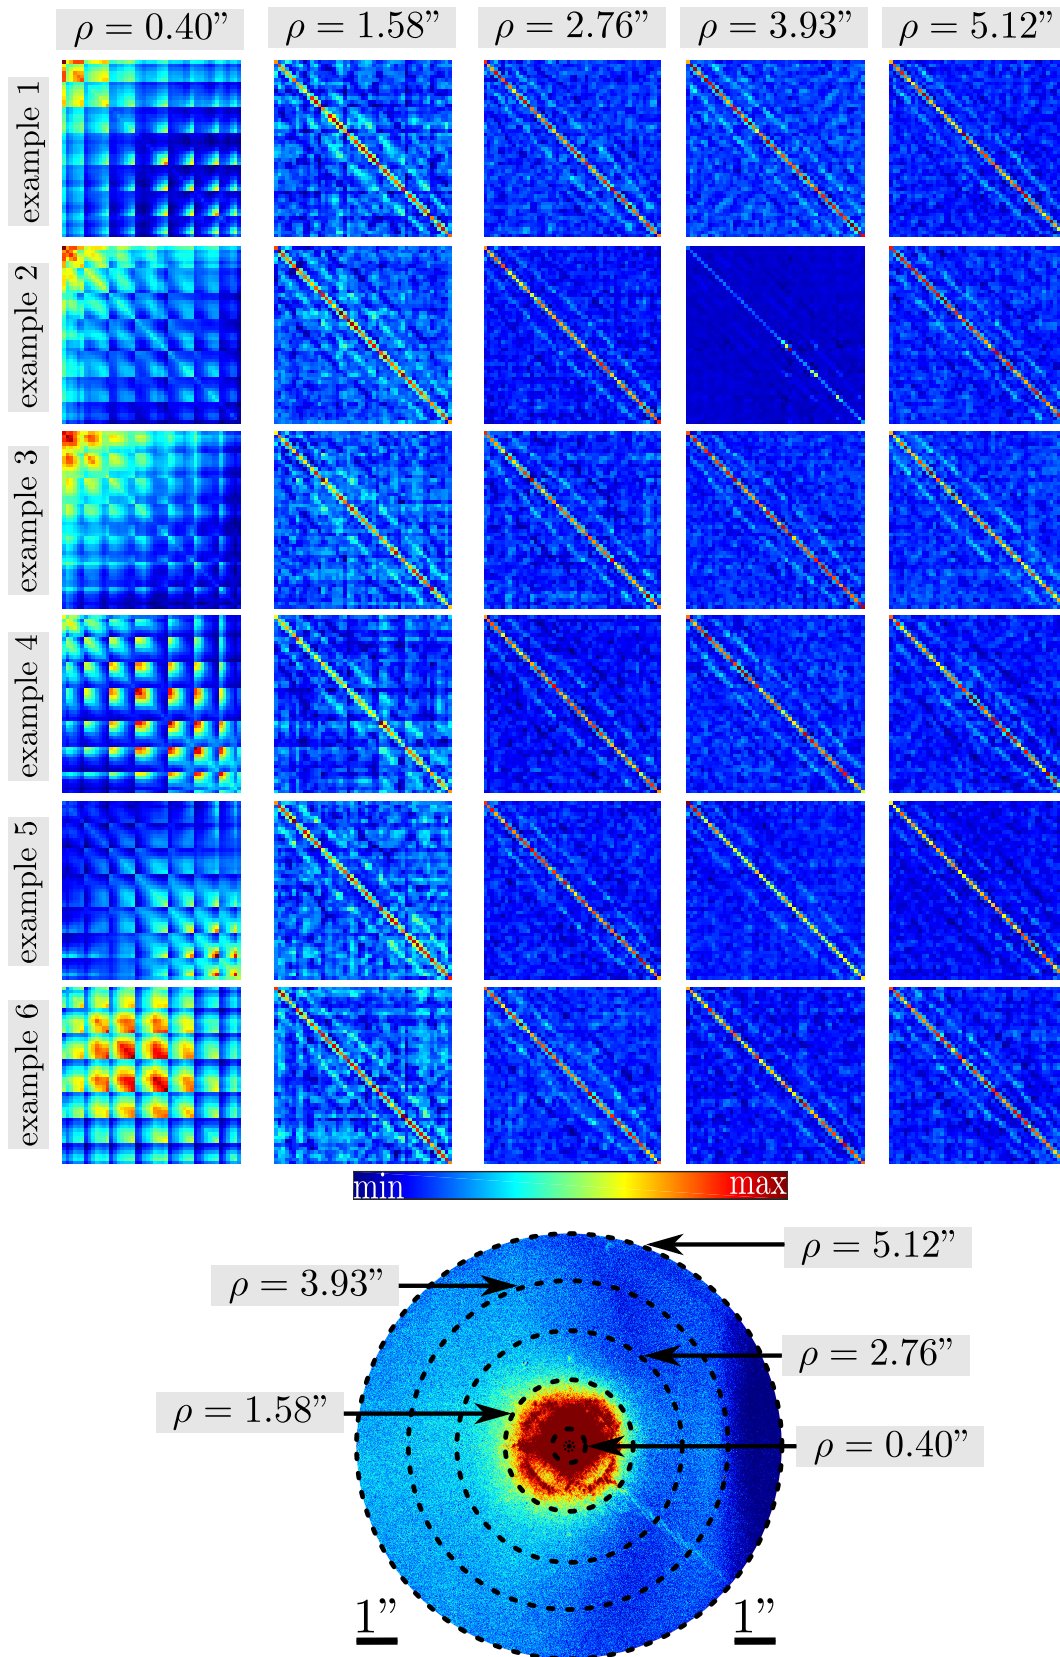 ρ = 0.40” ρ = 1.58” ρ = 2.76” ρ = 3.93” ρ = 5.12”
example 1
example 2
example 3
example 4
example 5
example 6
min max
ρ = 5.12”
ρ = 3.93”
ρ = 2.76”
ρ = 1.58”
ρ = 0.40”
1” 1”